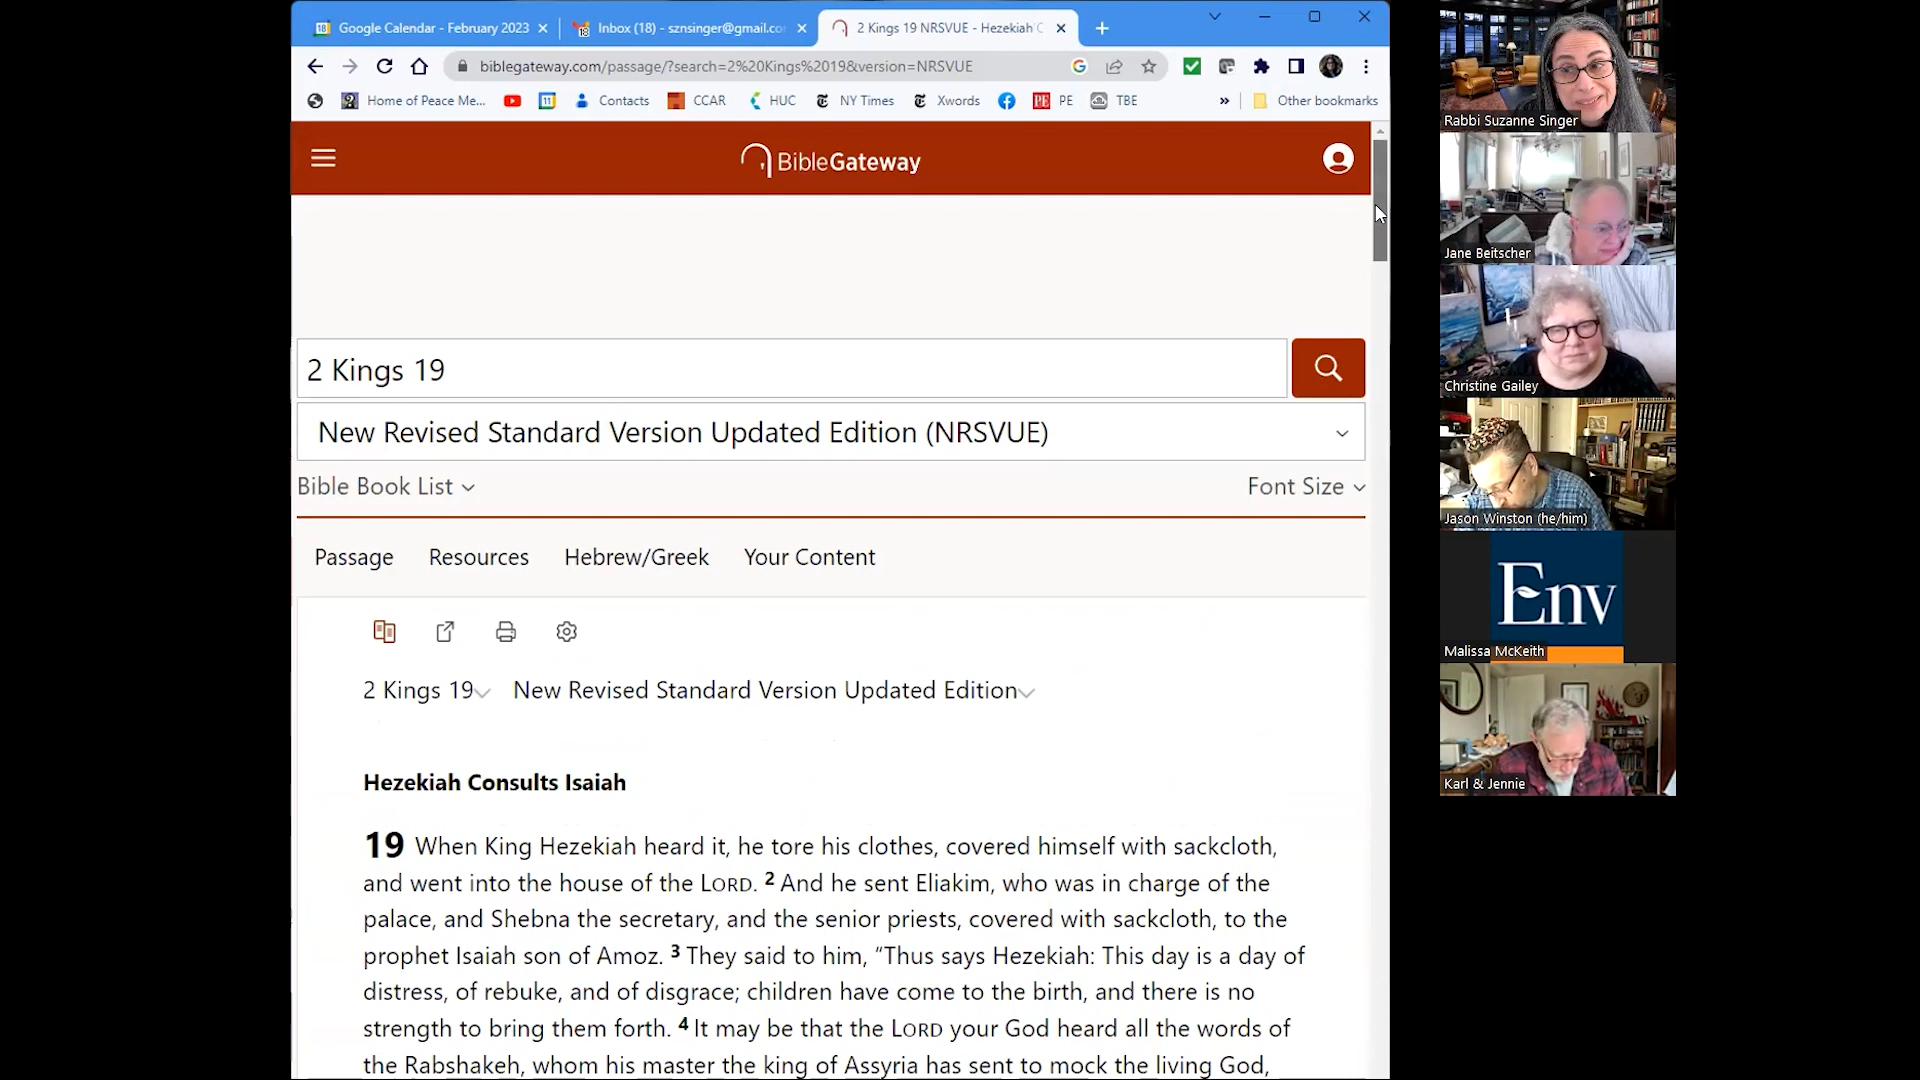 Google Calendar - February 2023
Inbox (18) - sznsinger@gmail.co
2 Kings 19 NRSVUE - Hezekiah C
biblegateway.com/passage/?search=2%20Kings%2019&version=NRSVUE
Home of Peace Me...
11
Contacts
CCAR
HUC
NY Times
Xwords
PE
PE
TBE
»
Other bookmarks
BibleGateway
2 Kings 19
New Revised Standard Version Updated Edition (NRSVUE)
Bible Book List
Font Size
Passage
Resources
Hebrew/Greek
Your Content
2 Kings 19
New Revised Standard Version Updated Edition
Hezekiah Consults Isaiah
19 When King Hezekiah heard it, he tore his clothes, covered himself with sackcloth,
and went into the house of the LORD. 2 And he sent Eliakim, who was in charge of the
palace, and Shebna the secretary, and the senior priests, covered with sackcloth, to the
prophet Isaiah son of Amoz. 3 They said to him, “Thus says Hezekiah: This day is a day of
distress, of rebuke, and of disgrace; children have come to the birth, and there is no
strength to bring them forth. 4 It may be that the LORD your God heard all the words of
the Rabshakeh, whom his master the king of Assyria has sent to mock the living God,
Rabbi Suzanne Singer
Jane Beitscher
Christine Gailey
Jason Winston (he/him)
Env
Malissa McKeith
Karl & Jennie